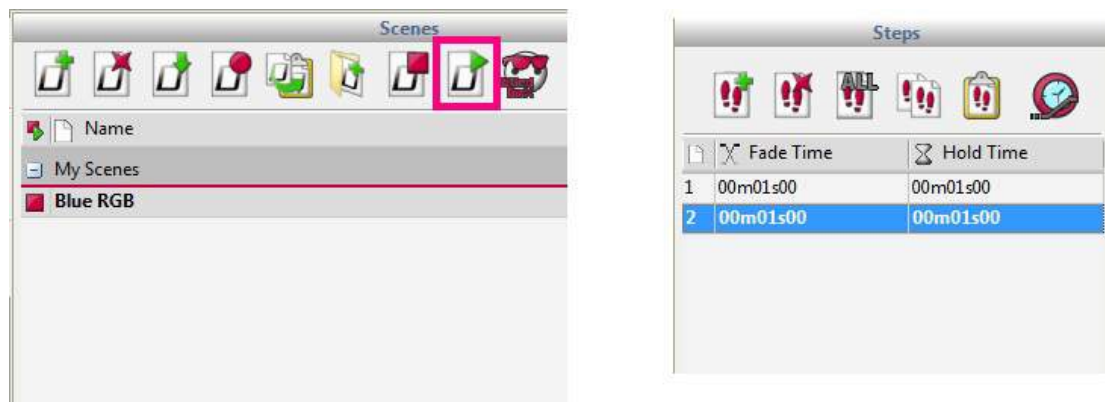 Scenes
Name
My Scenes
Blue RGB
Steps
ALL
Fade Time Hold Time
1 00m01s00 00m01s00
2 00m01s00 00m01s00